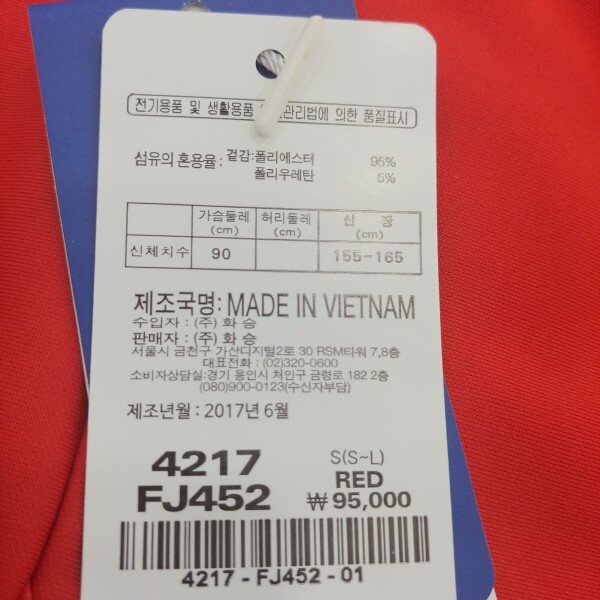 전기용품 및 생활용품 관리법에 의한 품질표시
섬유의 혼용율 : 겉감:폴리에스터 95%
폴리우레탄 5%
가슴둘레 (cm) 허리둘레 (cm) 신 장 (cm)
신체치수 90 155~165
제조국명: MADE IN VIETNAM
수입자 : (주) 화 승
판매자 : (주) 화 승
서울시 금천구 가산디지털2로 30 RSM타워 7,8층
대표전화 : (02)320-0600
소비자상담실:경기 용인시 처인구 금령로 182 2층
(080)900-0123(수신자부담)
제조년월 : 2017년 6월
4217 S(S~L)
FJ452 RED
₩95,000
4217 - FJ452 - 01